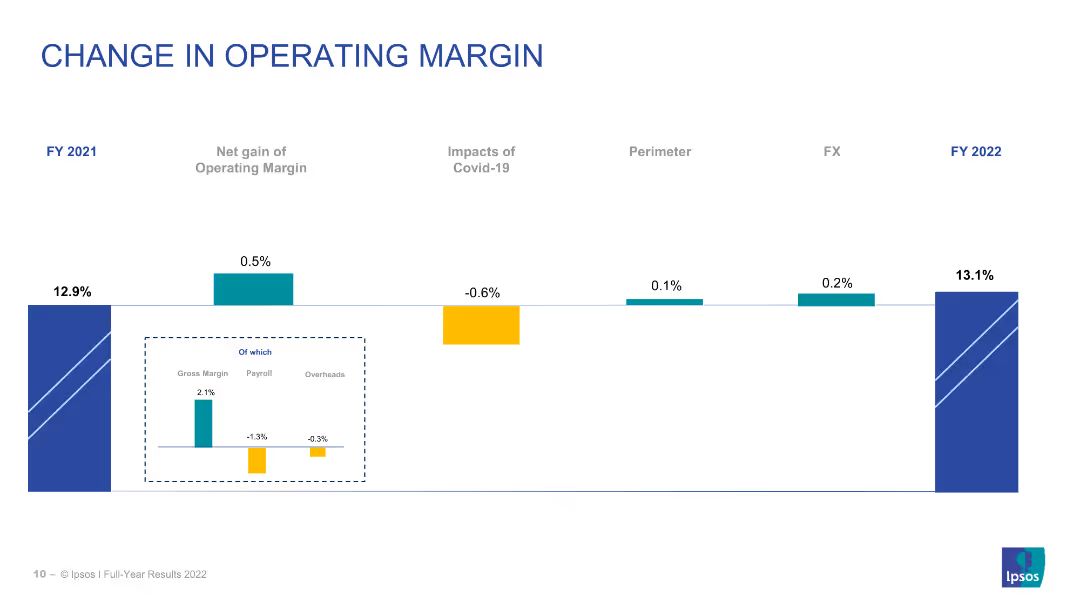 CHANGE IN OPERATING MARGIN
FY 2021
Net gain of
Operating Margin
Impacts of
Covid-19
Perimeter
FX
FY 2022
12.9%
0.5%
-0.6%
0.1%
0.2%
13.1%
Of which
Gross Margin
Payroll
Overheads
2.1%
-1.3%
-0.3%
10 – © Ipsos I Full-Year Results 2022
Ipsos